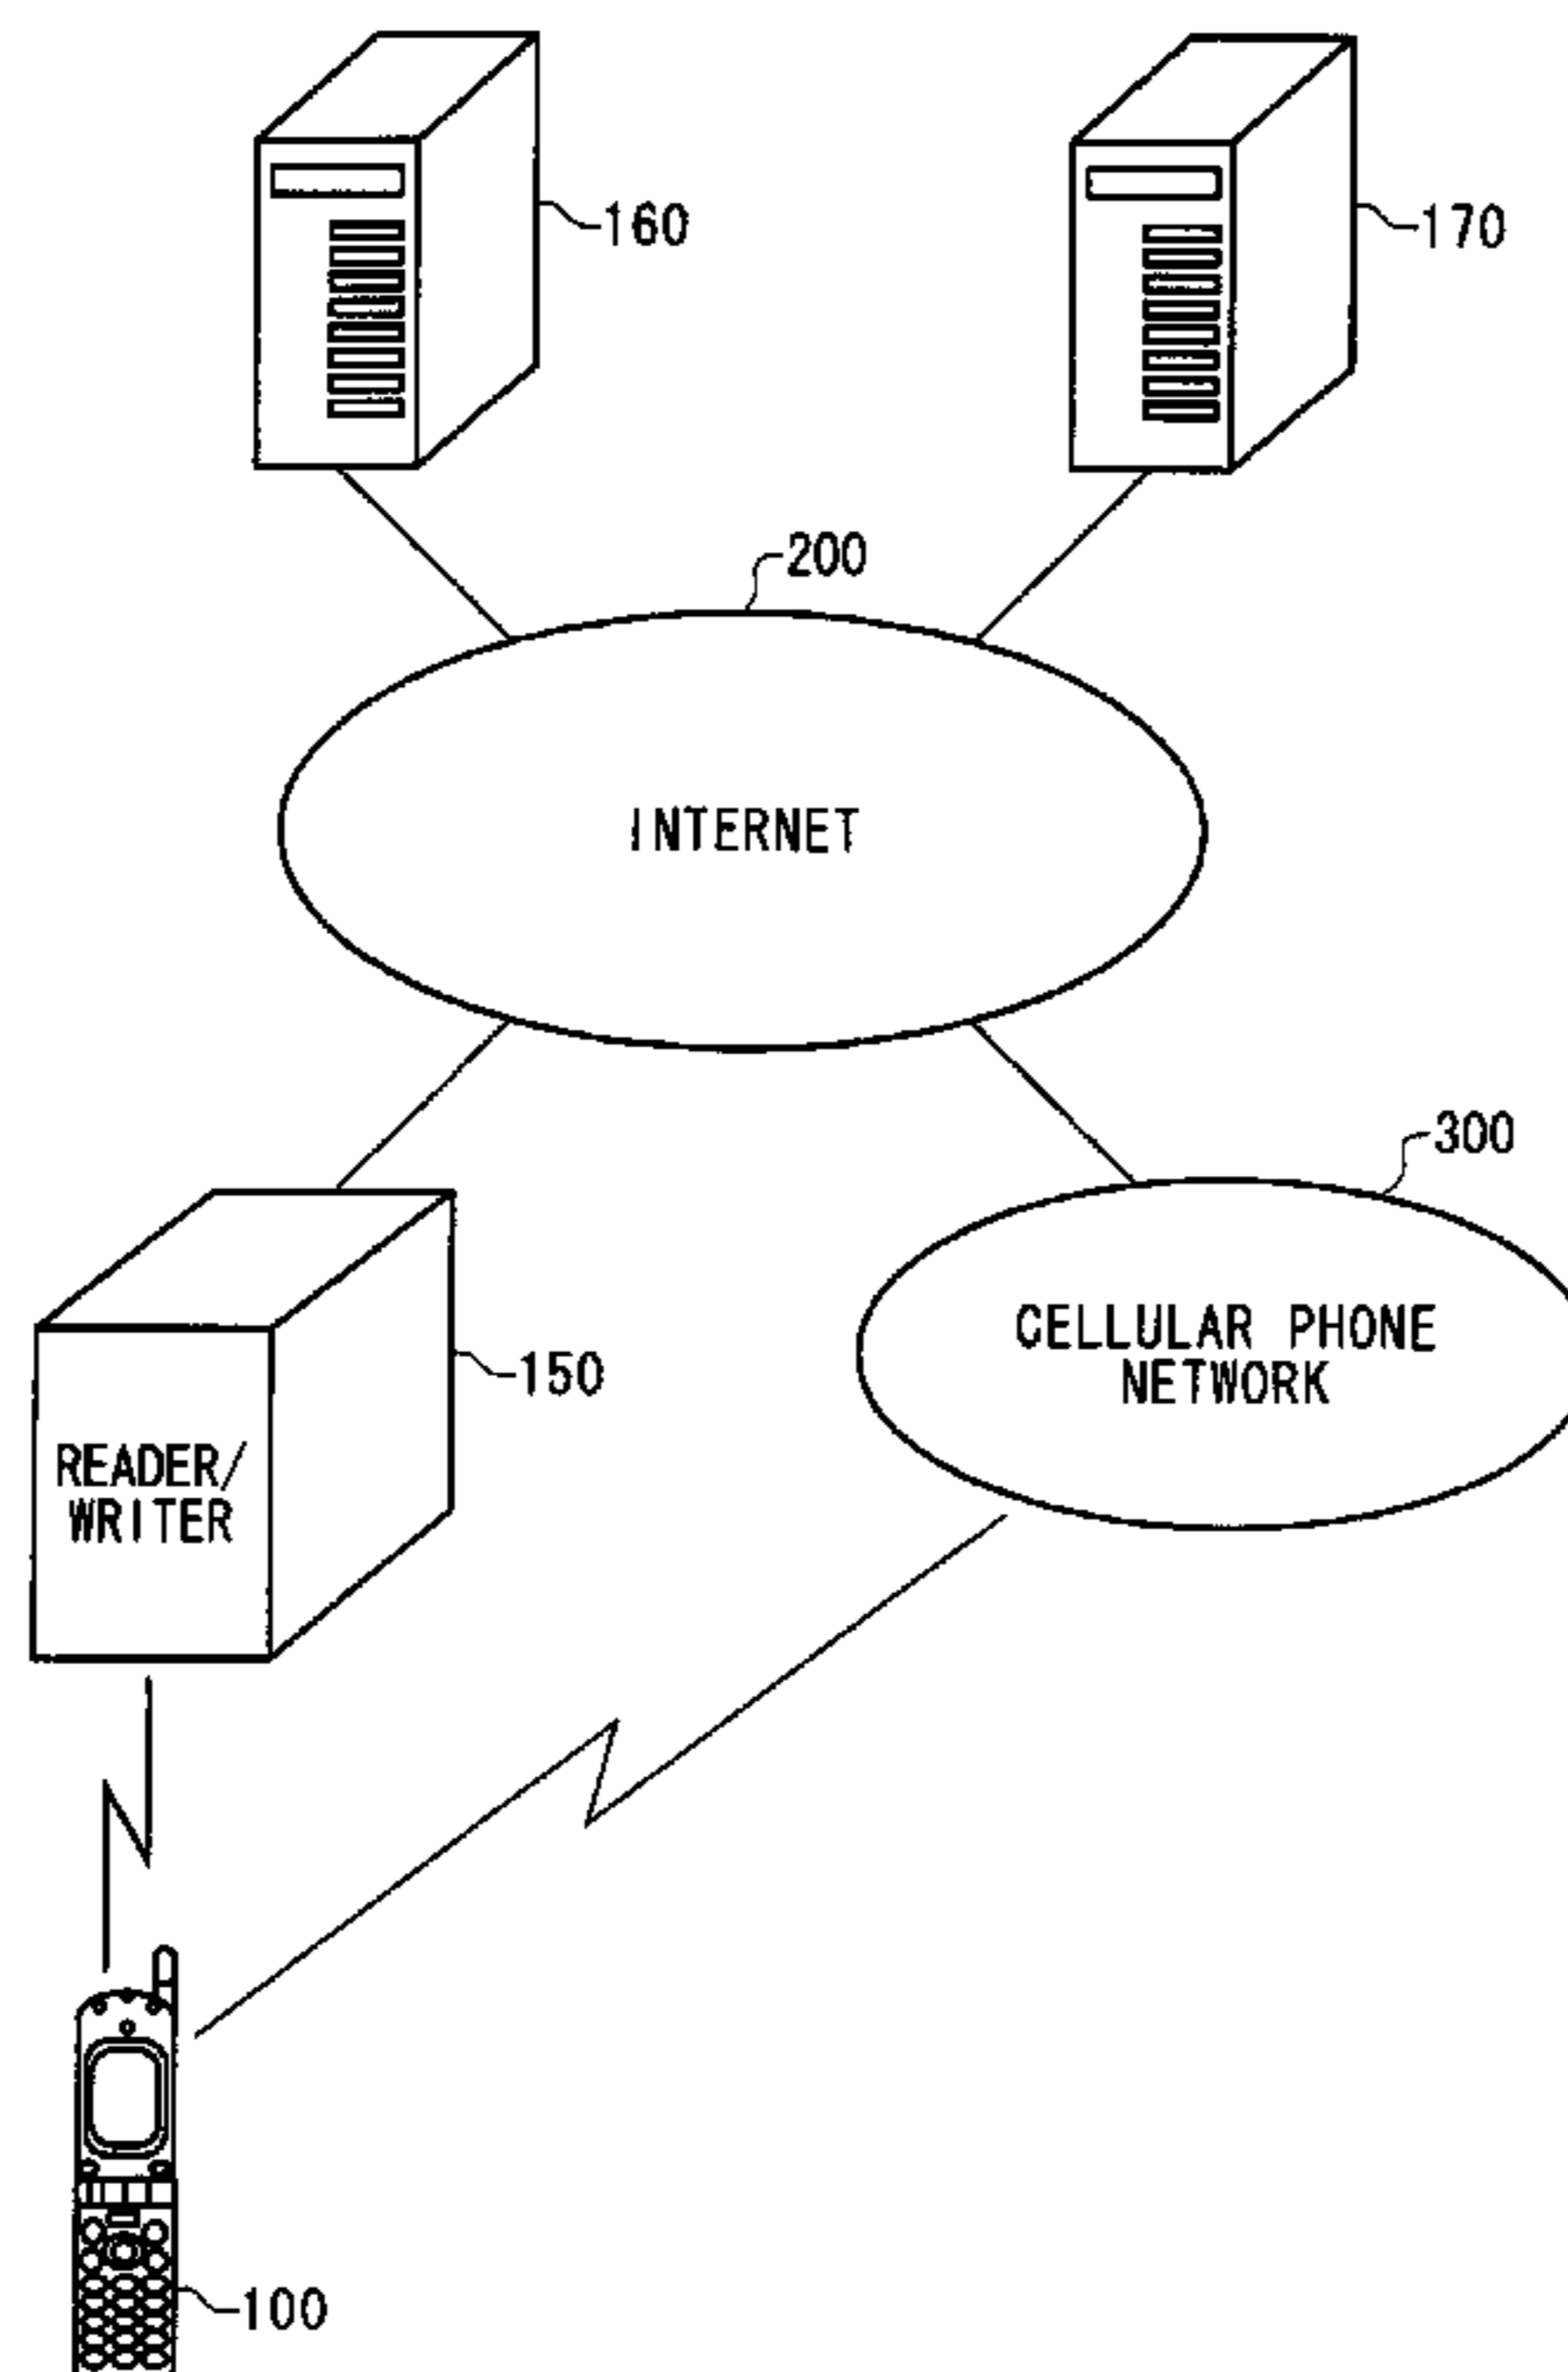 160
170
200
INTERNET
300
CELLULAR PHONE
NETWORK
150
READER/
WRITER
100